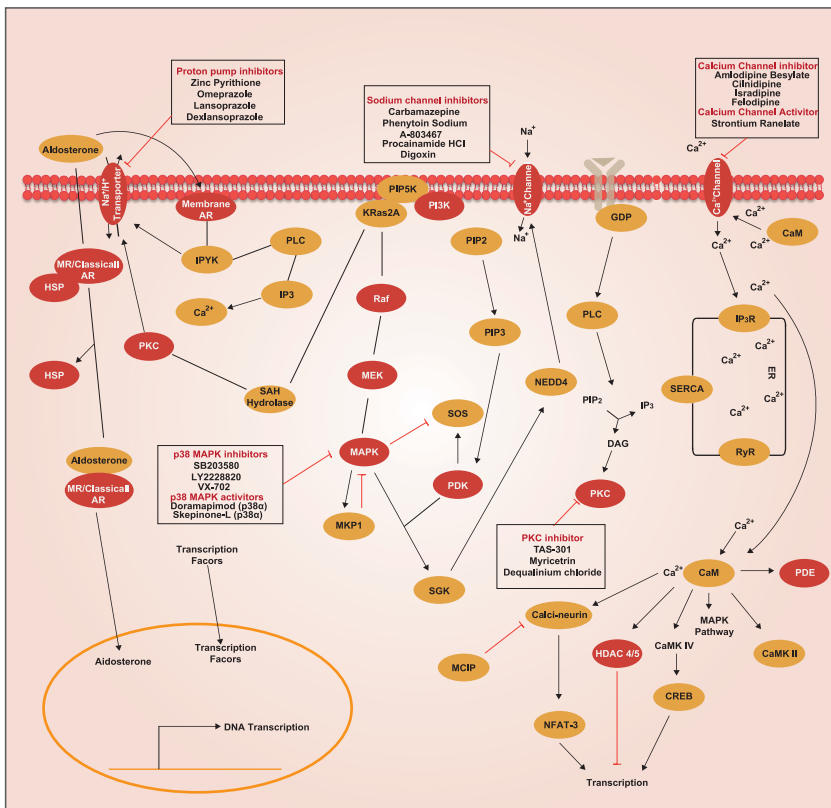 Proton pump inhibitors
Zinc Pyrithione
Omeprazole
Lansoprazole
Dexlansoprazole
Sodium channel inhibitors
Carbamazepine
Phenytoin Sodium
A-803467
Procainamide HCl
Digoxin
Calcium Channel inhibitor
Amlodipine Besylate
Cilnidipine
Isradipine
Felodipine
Calcium Channel Activitor
Strontium Ranelate
Aldosterone
Na⁺/H⁺
Transporter
Membrane
AR
PIP5K
KRas2A
PI3K
Na⁺
Na⁺Channel
Na⁺
GDP
Ca²⁺
Ca²⁺Channel
Ca²⁺
Ca²⁺
Ca²⁺
CaM
MR/Classicall
AR
HSP
IPYK
PLC
IP3
Ca²⁺
PIP2
PIP3
Raf
PLC
Ca²⁺
IP₃R
Ca²⁺
Ca²⁺
Ca²⁺
Ca²⁺
ER
SERCA
RyR
HSP
PKC
SAH
Hydrolase
MEK
NEDD4
PIP₂
IP₃
DAG
SOS
MAPK
PDK
PKC
MKP1
SGK
Aldosterone
MR/Classicall
AR
p38 MAPK inhibitors
SB203580
LY2228820
VX-702
p38 MAPK activitors
Doramapimod (p38α)
Skepinone-L (p38α)
PKC inhibitor
TAS-301
Myricetrin
Dequalinium chloride
Transcription
Facors
Transcription
Facors
Aidosterone
DNA Transcription
Ca²⁺
Ca²⁺
CaM
PDE
Calci-neurin
MCIP
HDAC 4/5
CaMK IV
MAPK
Pathway
CaMK II
CREB
NFAT-3
Transcription